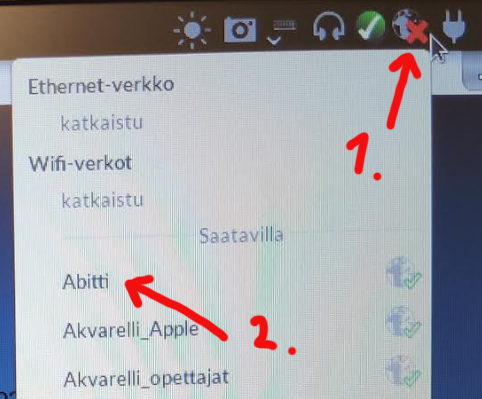 1.
Ethernet-verkko
katkaistu
Wifi-verkot
katkaistu
Saatavilla
Abitti
2.
Akvarelli_Apple
Akvarelli_opettajat